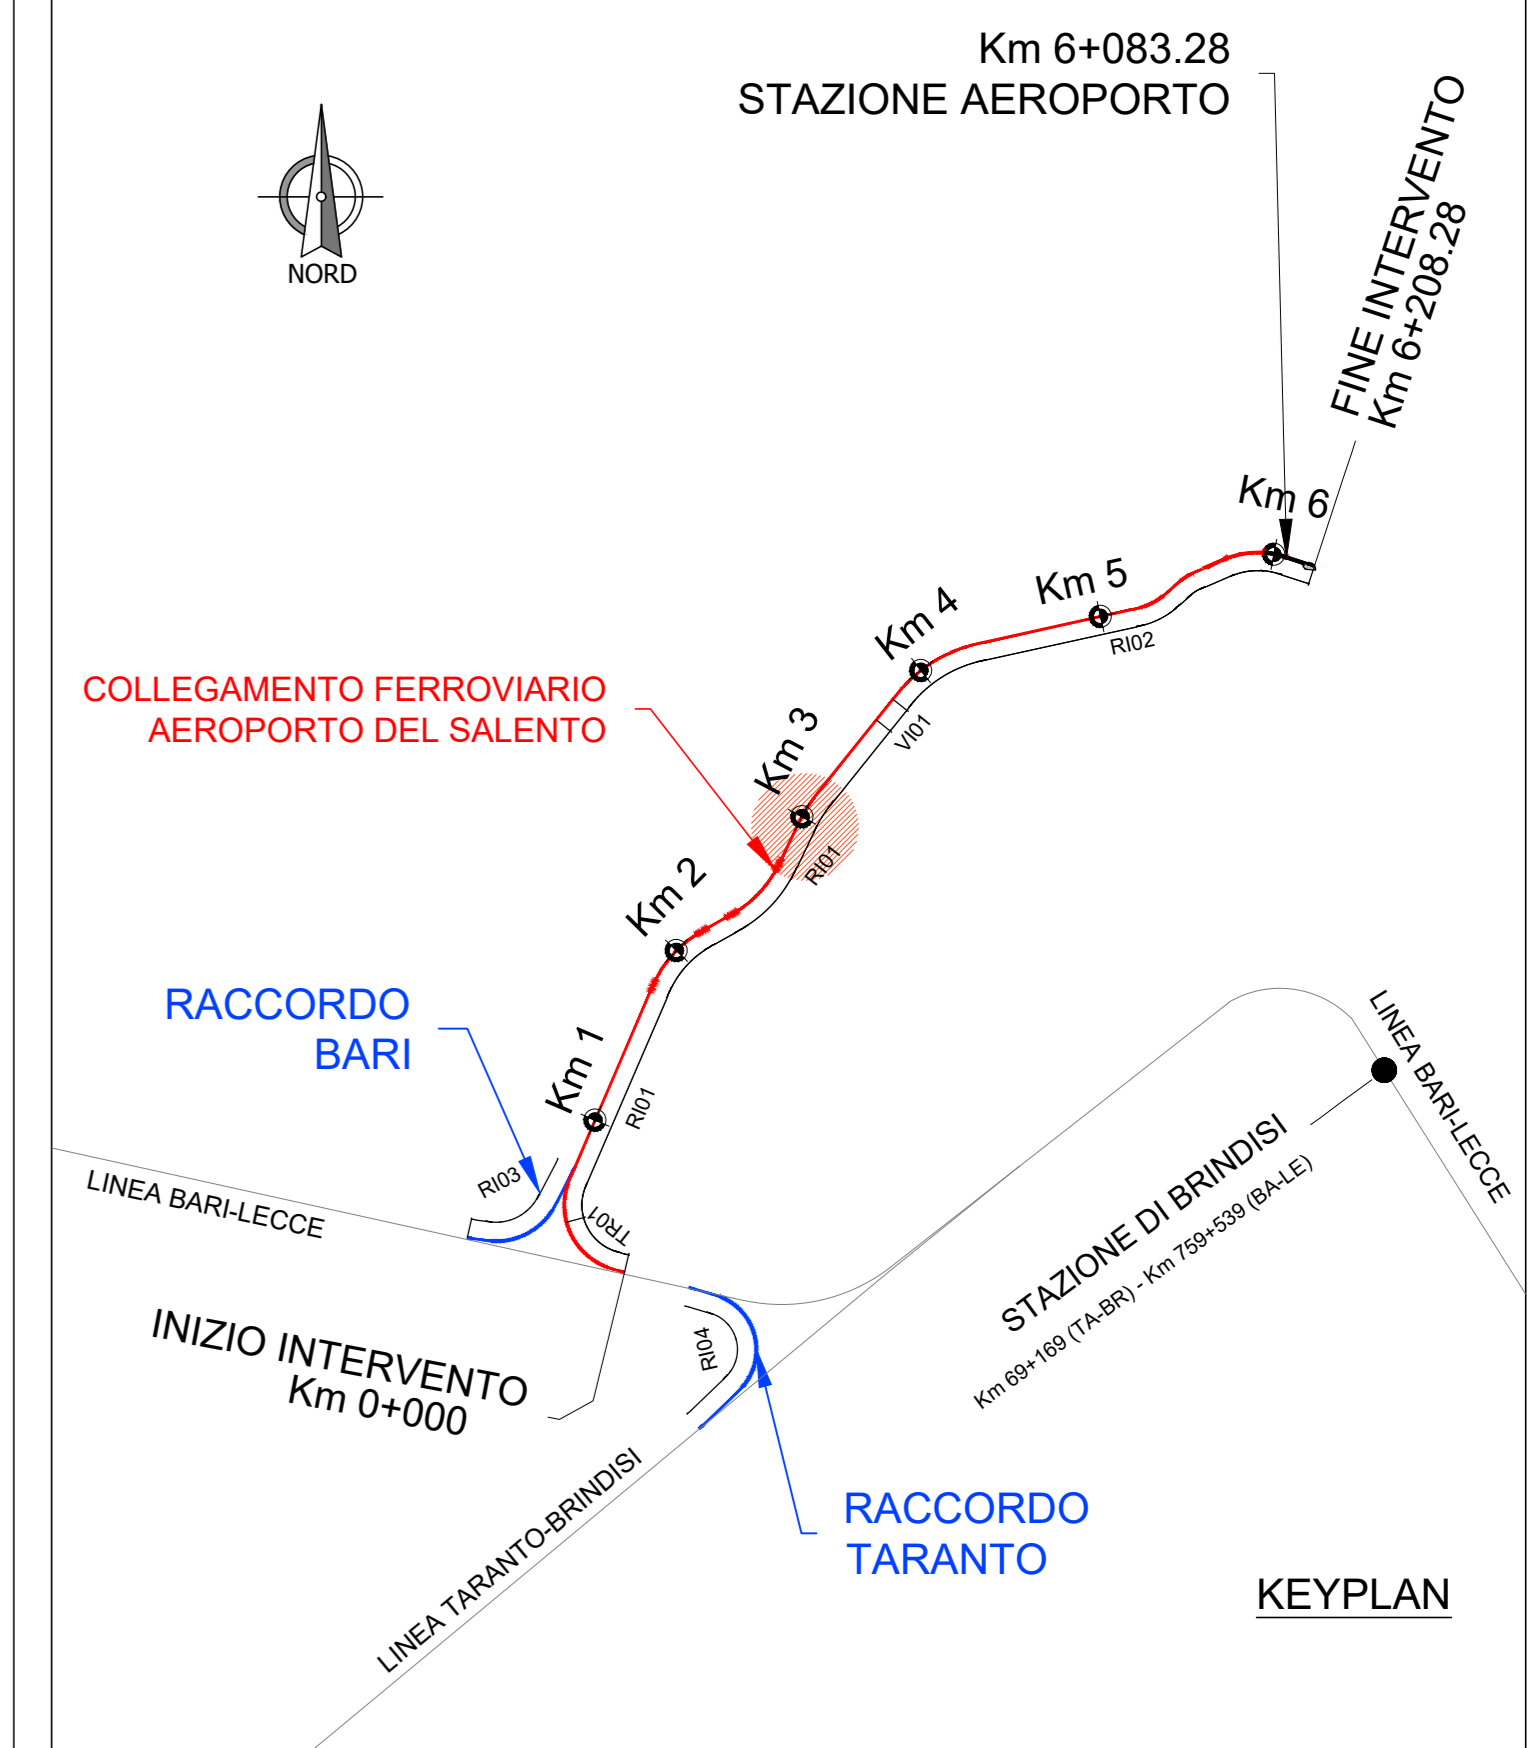 Km 6+083.28
STAZIONE AEROPORTO
FINE INTERVENTO
Km 6+208.28
NORD
Km 6
Km 5
RI02
Km 4
VI01
COLLEGAMENTO FERROVIARIO
AEROPORTO DEL SALENTO
Km 3
RI01
Km 2
RACCORDO
BARI
Km 1
RI01
LINEA BARI-LECCE
RI03
TR01
LINEA BARI-LECCE
STAZIONE DI BRINDISI
Km 69+169 (TA-BR) - Km 759+539 (BA-LE)
INIZIO INTERVENTO
Km 0+000
RI04
RACCORDO
TARANTO
LINEA TARANTO-BRINDISI
KEYPLAN